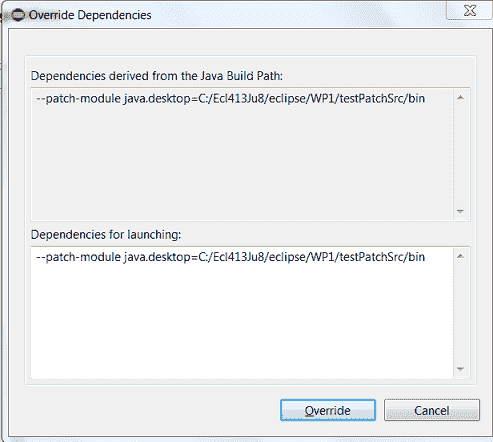 Override Dependencies
Dependencies derived from the Java Build Path:
--patch-module java.desktop=C:/Ecl413Ju8/eclipse/WP1/testPatchSrc/bin
Dependencies for launching:
--patch-module java.desktop=C:/Ecl413Ju8/eclipse/WP1/testPatchSrc/bin
Override
Cancel